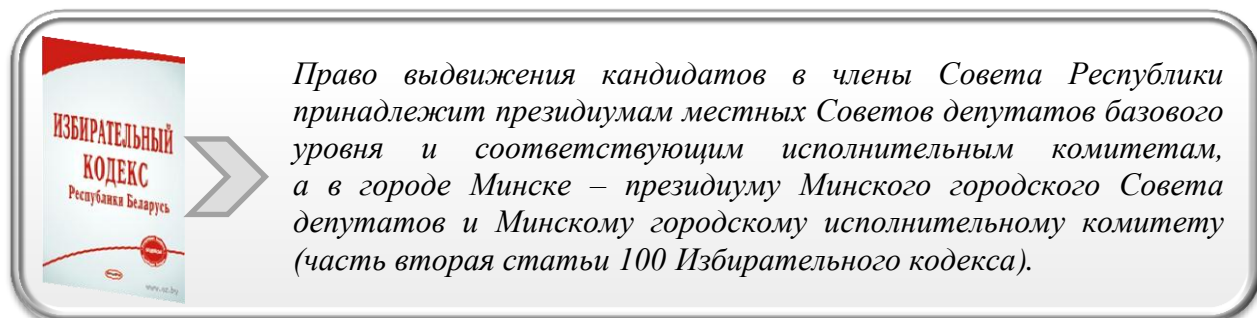 ИЗБИРАТЕЛЬНЫЙ
КОДЕКС
Республики Беларусь
Право выдвижения кандидатов в члены Совета Республики
принадлежит президиумам местных Советов депутатов базового
уровня и соответствующим исполнительным комитетам,
а в городе Минске – президиуму Минского городского Совета
депутатов и Минскому городскому исполнительному комитету
(часть вторая статьи 100 Избирательного кодекса).